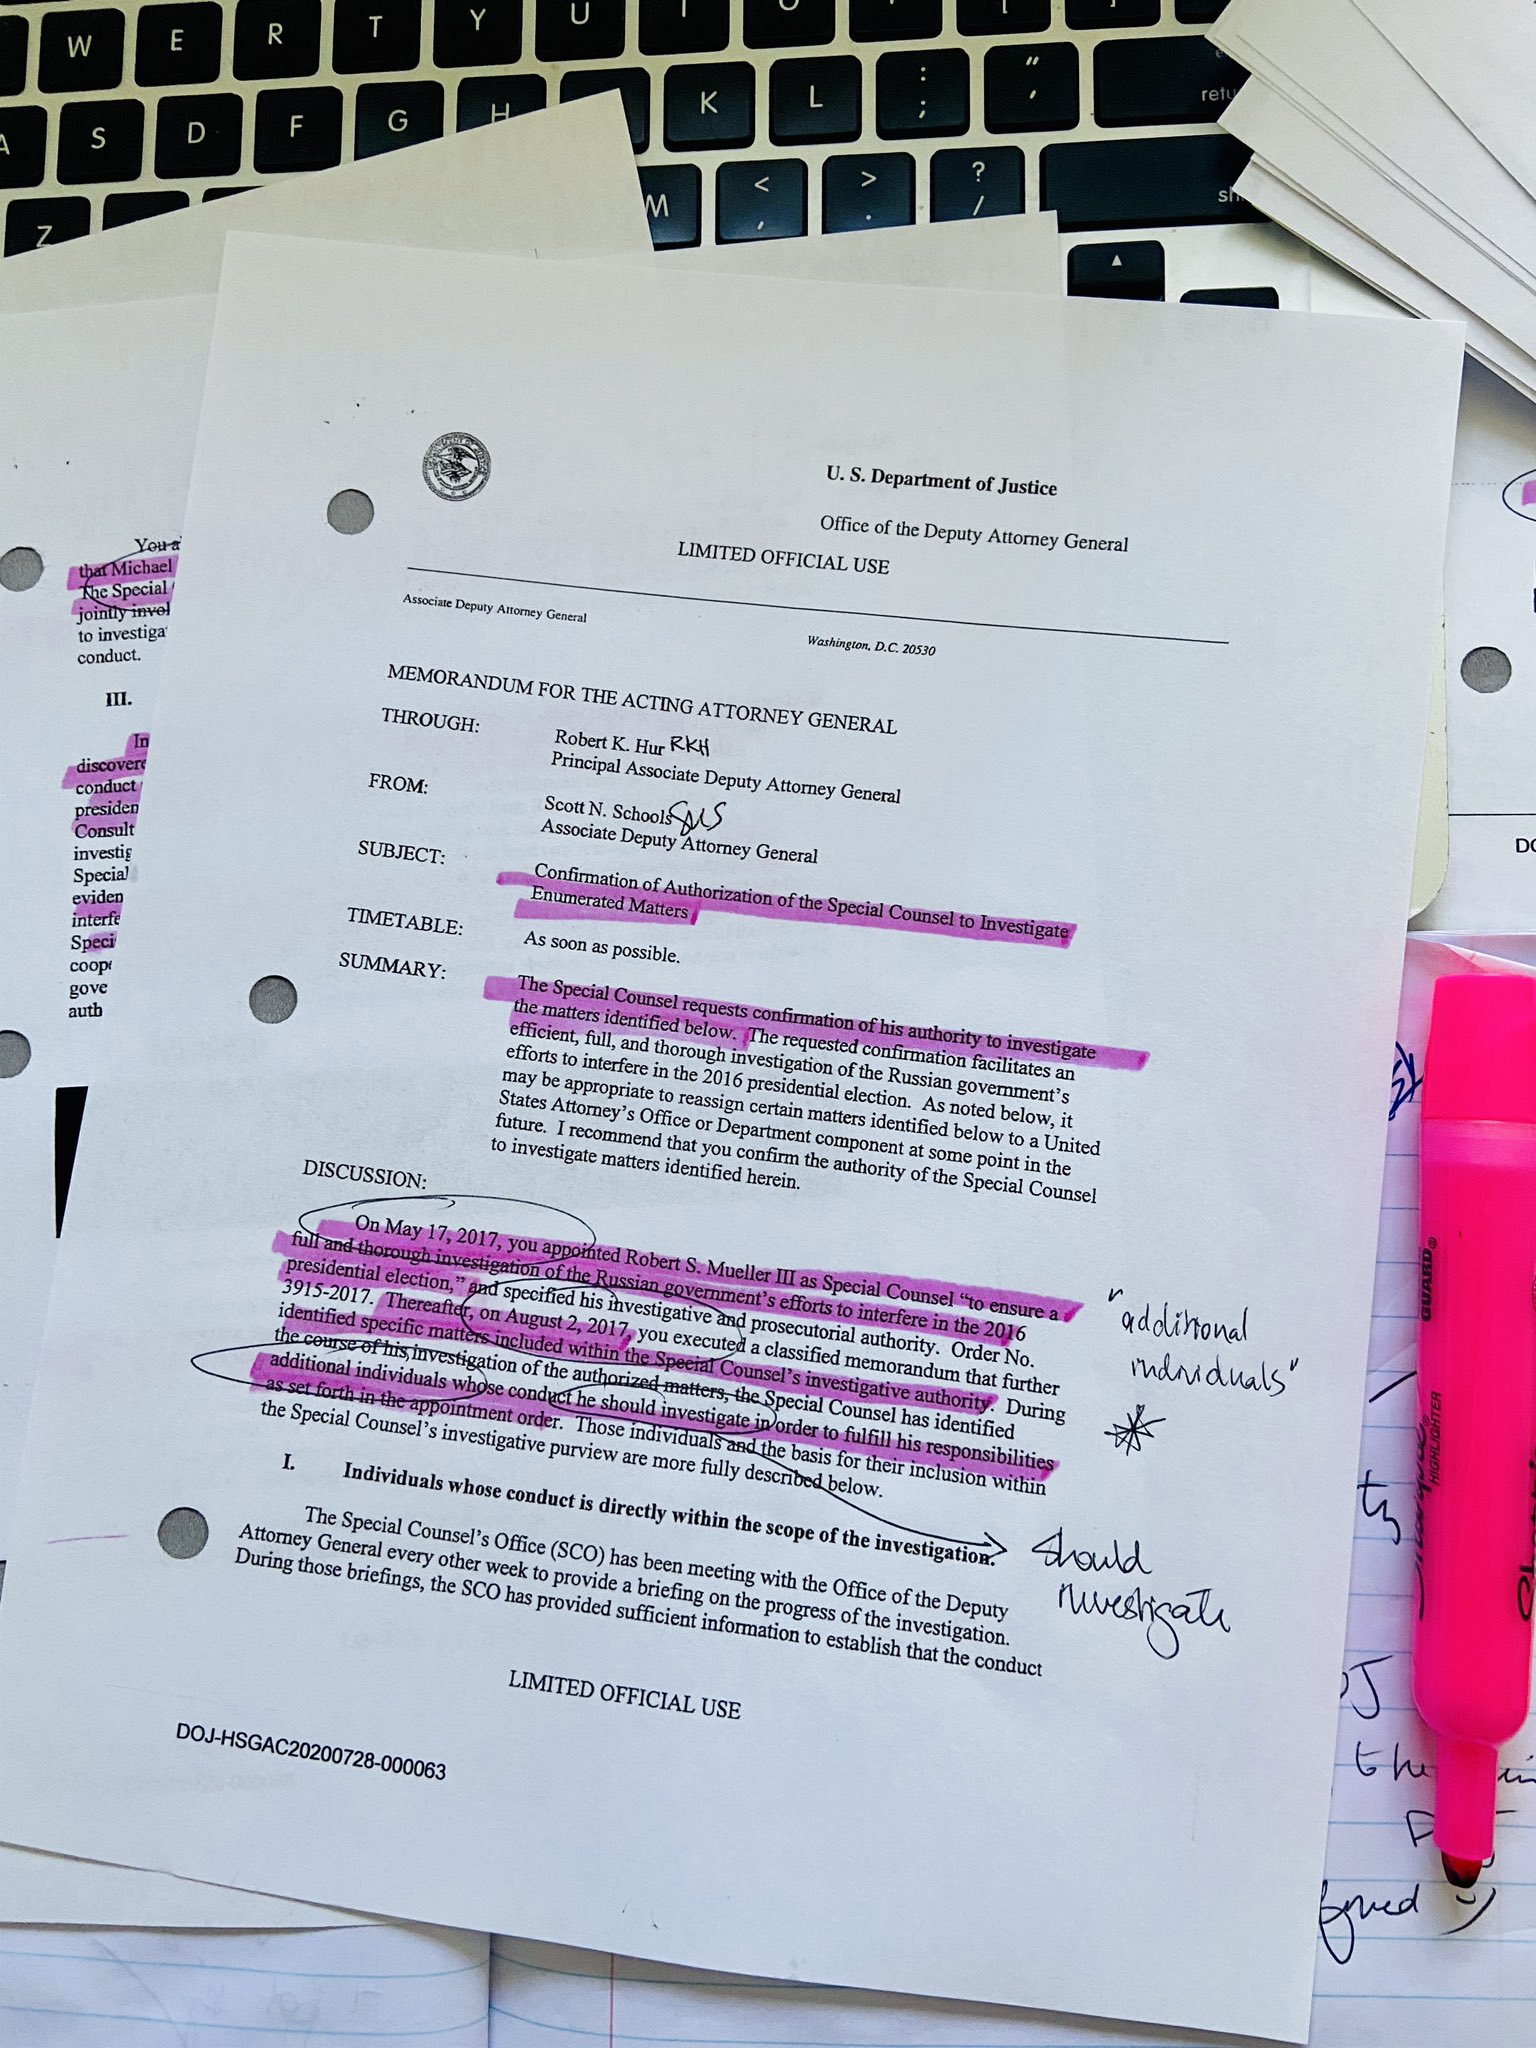 W E R T Y U I O
A S D F G H K L : ; " ' retu
Z M < , > . ? / shi
U. S. Department of Justice
Office of the Deputy Attorney General
LIMITED OFFICIAL USE
Associate Deputy Attorney General
Washington, D.C. 20530
MEMORANDUM FOR THE ACTING ATTORNEY GENERAL
THROUGH: Robert K. Hur RKH
Principal Associate Deputy Attorney General
FROM: Scott N. Schools SNS
Associate Deputy Attorney General
SUBJECT: Confirmation of Authorization of the Special Counsel to Investigate
Enumerated Matters
TIMETABLE: As soon as possible.
SUMMARY: The Special Counsel requests confirmation of his authority to investigate
the matters identified below. The requested confirmation facilitates an
efficient, full, and thorough investigation of the Russian government's
efforts to interfere in the 2016 presidential election. As noted below, it
may be appropriate to reassign certain matters identified below to a United
States Attorney's Office or Department component at some point in the
future. I recommend that you confirm the authority of the Special Counsel
to investigate matters identified herein.
DISCUSSION:
On May 17, 2017, you appointed Robert S. Mueller III as Special Counsel "to ensure a
full and thorough investigation of the Russian government's efforts to interfere in the 2016
presidential election," and specified his investigative and prosecutorial authority. Order No.
3915-2017. Thereafter, on August 2, 2017, you executed a classified memorandum that further
identified specific matters included within the Special Counsel's investigative authority. During
the course of his investigation of the authorized matters, the Special Counsel has identified
additional individuals whose conduct he should investigate in order to fulfill his responsibilities
as set forth in the appointment order. Those individuals and the basis for their inclusion within
the Special Counsel's investigative purview are more fully described below.
I. Individuals whose conduct is directly within the scope of the investigation.
The Special Counsel's Office (SCO) has been meeting with the Office of the Deputy
Attorney General every other week to provide a briefing on the progress of the investigation.
During those briefings, the SCO has provided sufficient information to establish that the conduct
LIMITED OFFICIAL USE
DOJ-HSGAC20200728-000063
"additional
individuals"
should
investigate
You a
that Michael
The Special
jointly invol
to investiga
conduct.
III.
In
discovere
conduct
presiden
Consult
investig
Special
eviden
interfe
Speci
coop
gove
auth
DO
GUARD®
Sharpie®
HIGHLIGHTER
OJ
the